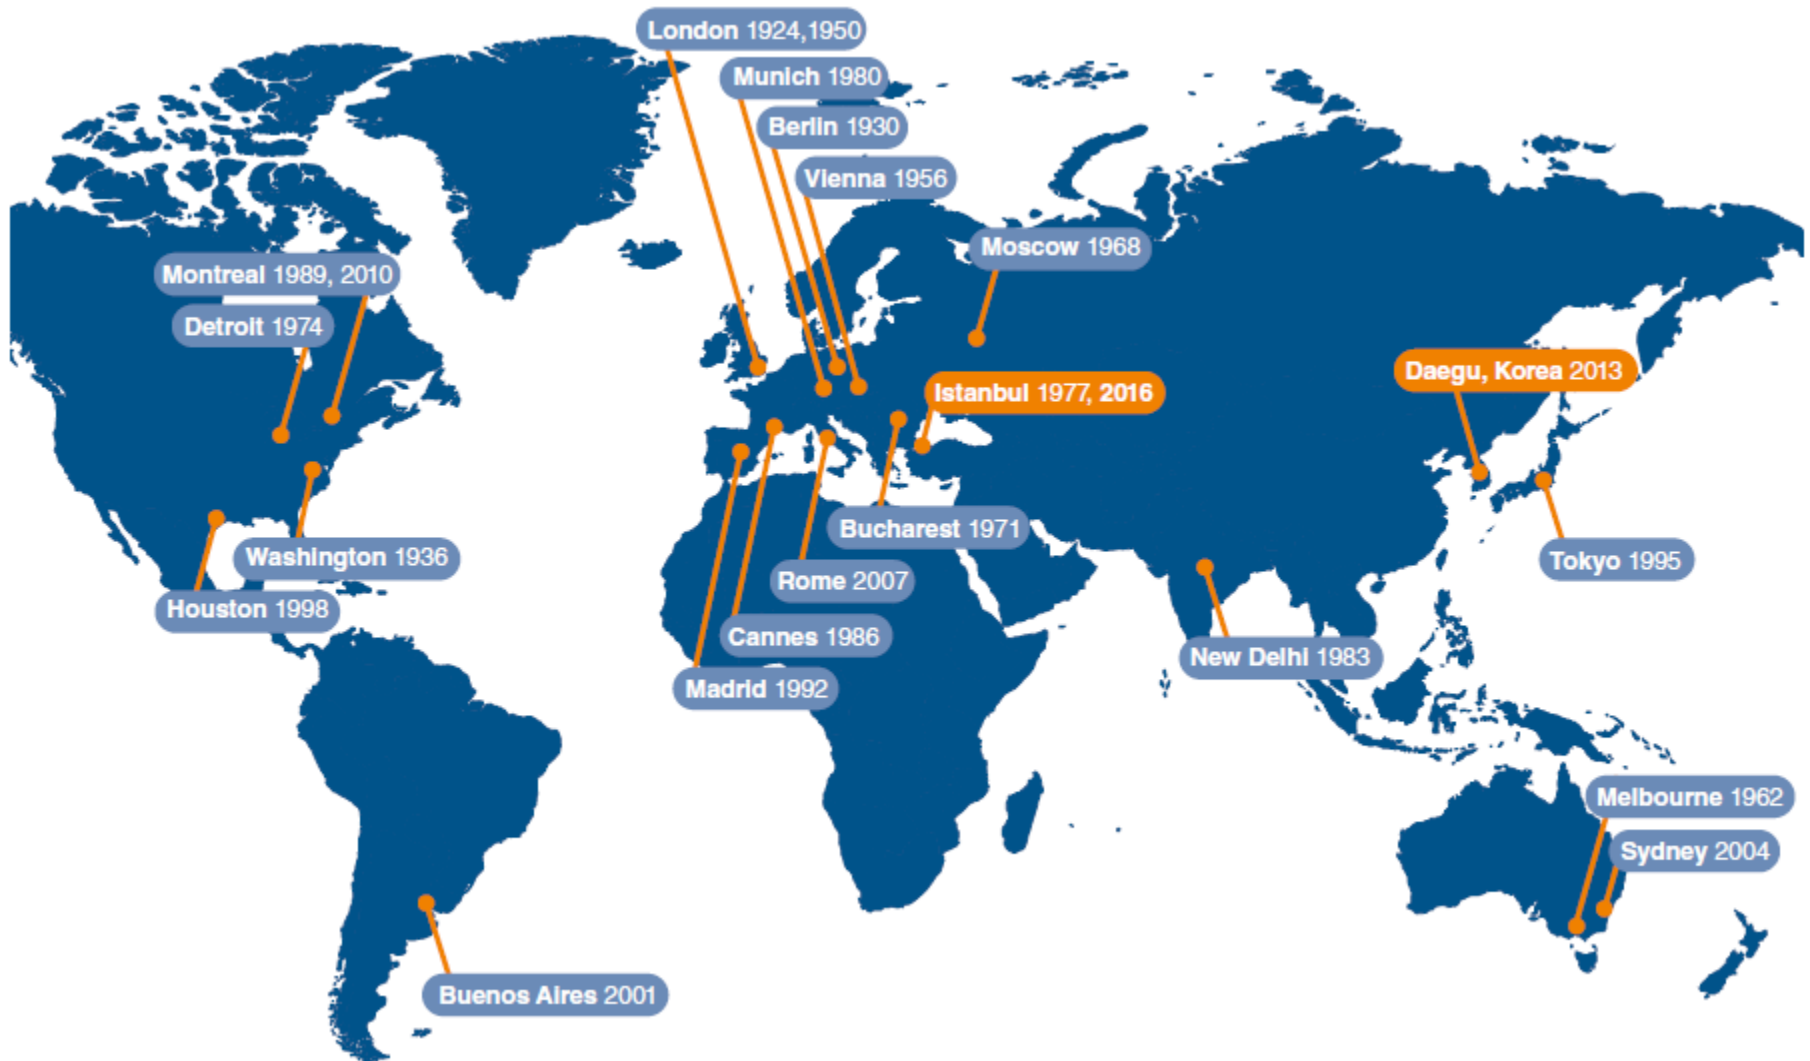 London 1924,1950
Munich 1980
Berlin 1930
Vienna 1956
Moscow 1968
Montreal 1989, 2010
Detroit 1974
Daegu, Korea 2013
Istanbul 1977, 2016
Bucharest 1971
Washington 1936
Tokyo 1995
Rome 2007
Houston 1998
Cannes 1986
New Delhi 1983
Madrid 1992
Melbourne 1962
Sydney 2004
Buenos Aires 2001